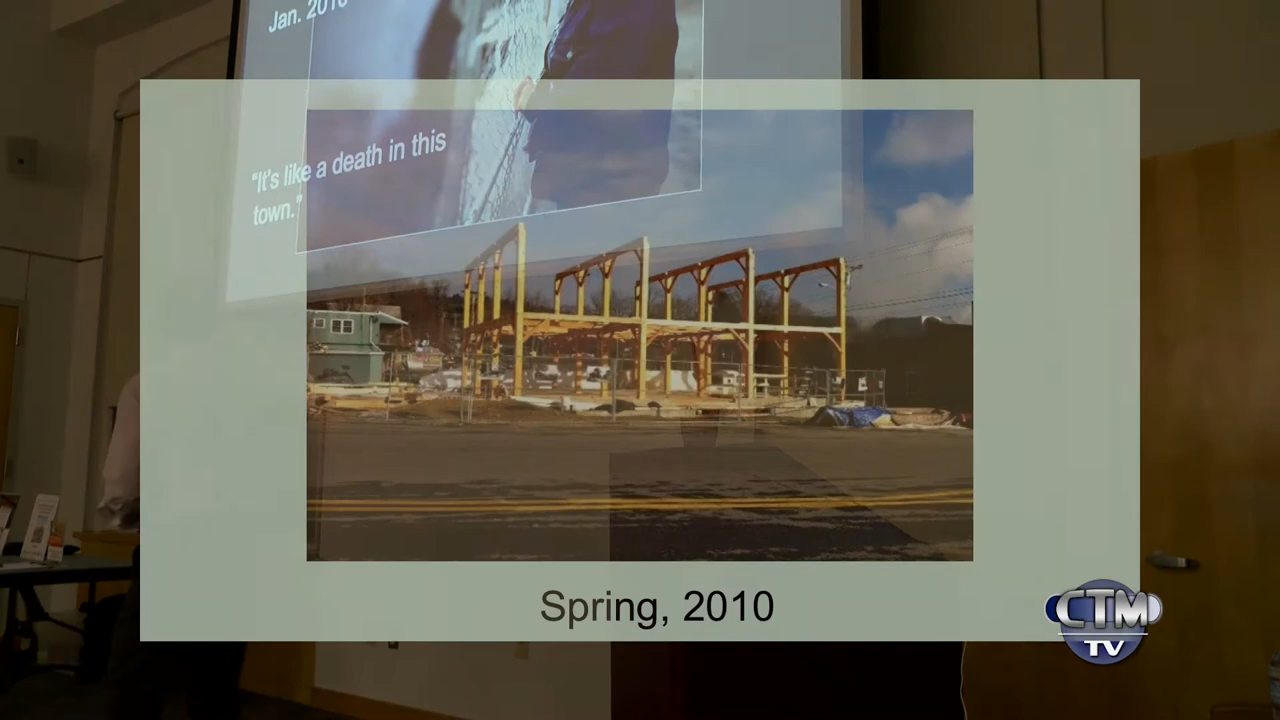 Jan. 2010
"It's like a death in this
town."
Spring, 2010
CTM
TV